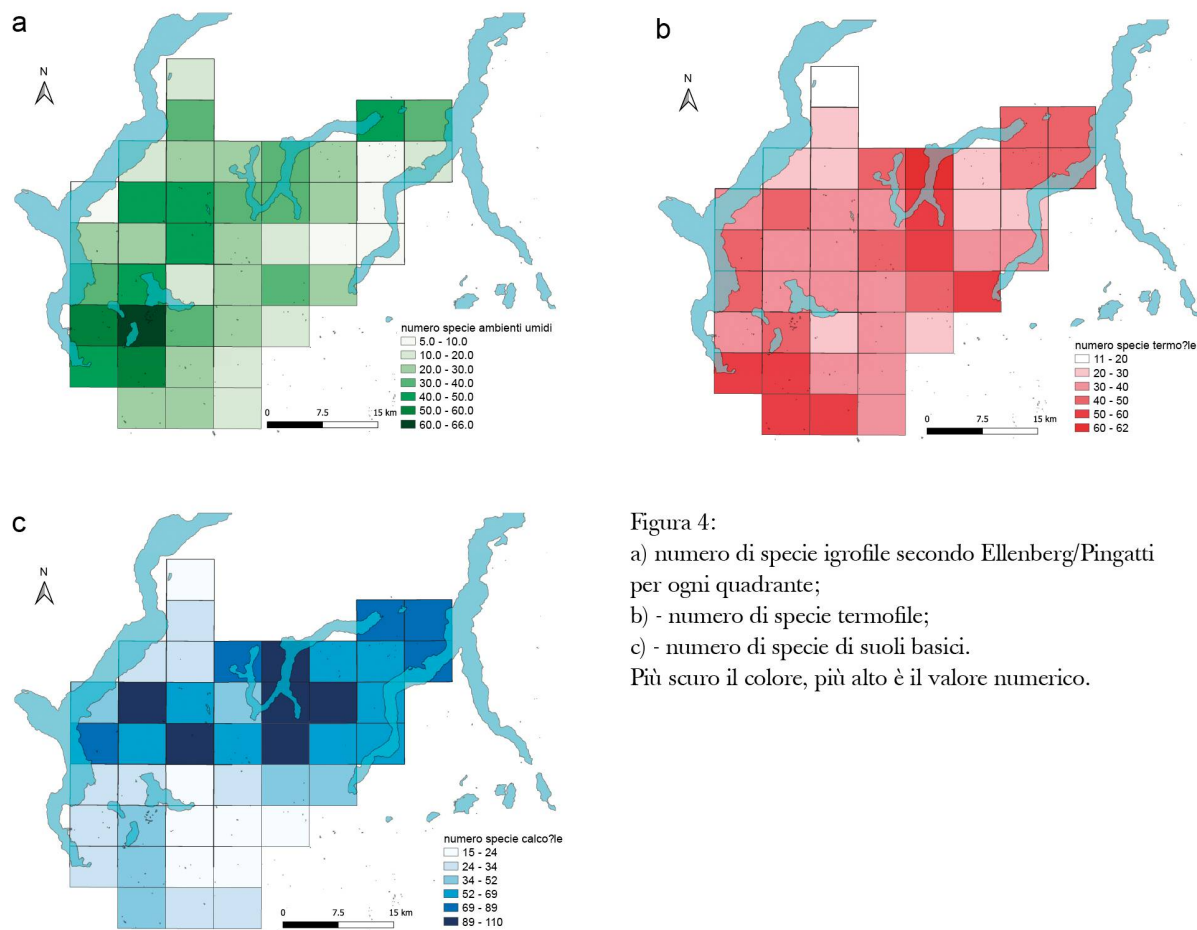 a
N
numero specie ambienti umidi
5.0 - 10.0
10.0 - 20.0
20.0 - 30.0
30.0 - 40.0
40.0 - 50.0
50.0 - 60.0
60.0 - 66.0
0 7.5 15 km
b
N
numero specie termo?le
11 - 20
20 - 30
30 - 40
40 - 50
50 - 60
60 - 62
0 7.5 15 km
c
N
numero specie calco?le
15 - 24
24 - 34
34 - 52
52 - 69
69 - 89
89 - 110
0 7.5 15 km
Figura 4:
a) numero di specie igrofile secondo Ellenberg/Pingatti
per ogni quadrante;
b) - numero di specie termofile;
c) - numero di specie di suoli basici.
Più scuro il colore, più alto è il valore numerico.